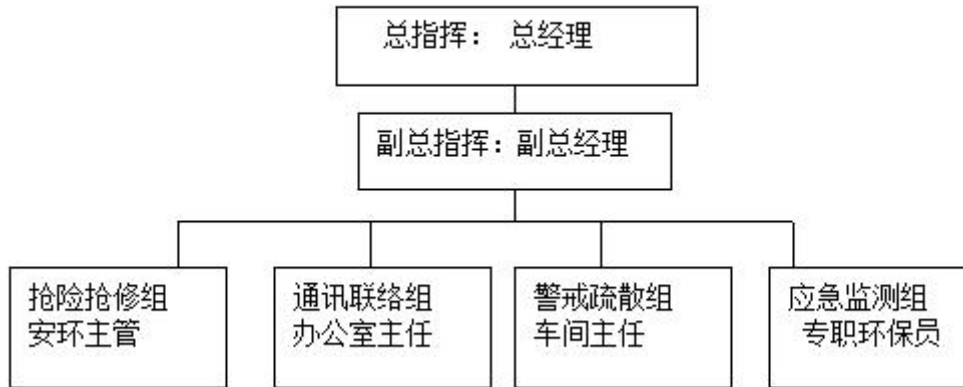 总指挥： 总经理
副总指挥：副总经理
抢险抢修组
安环主管
通讯联络组
办公室主任
警戒疏散组
车间主任
应急监测组
专职环保员